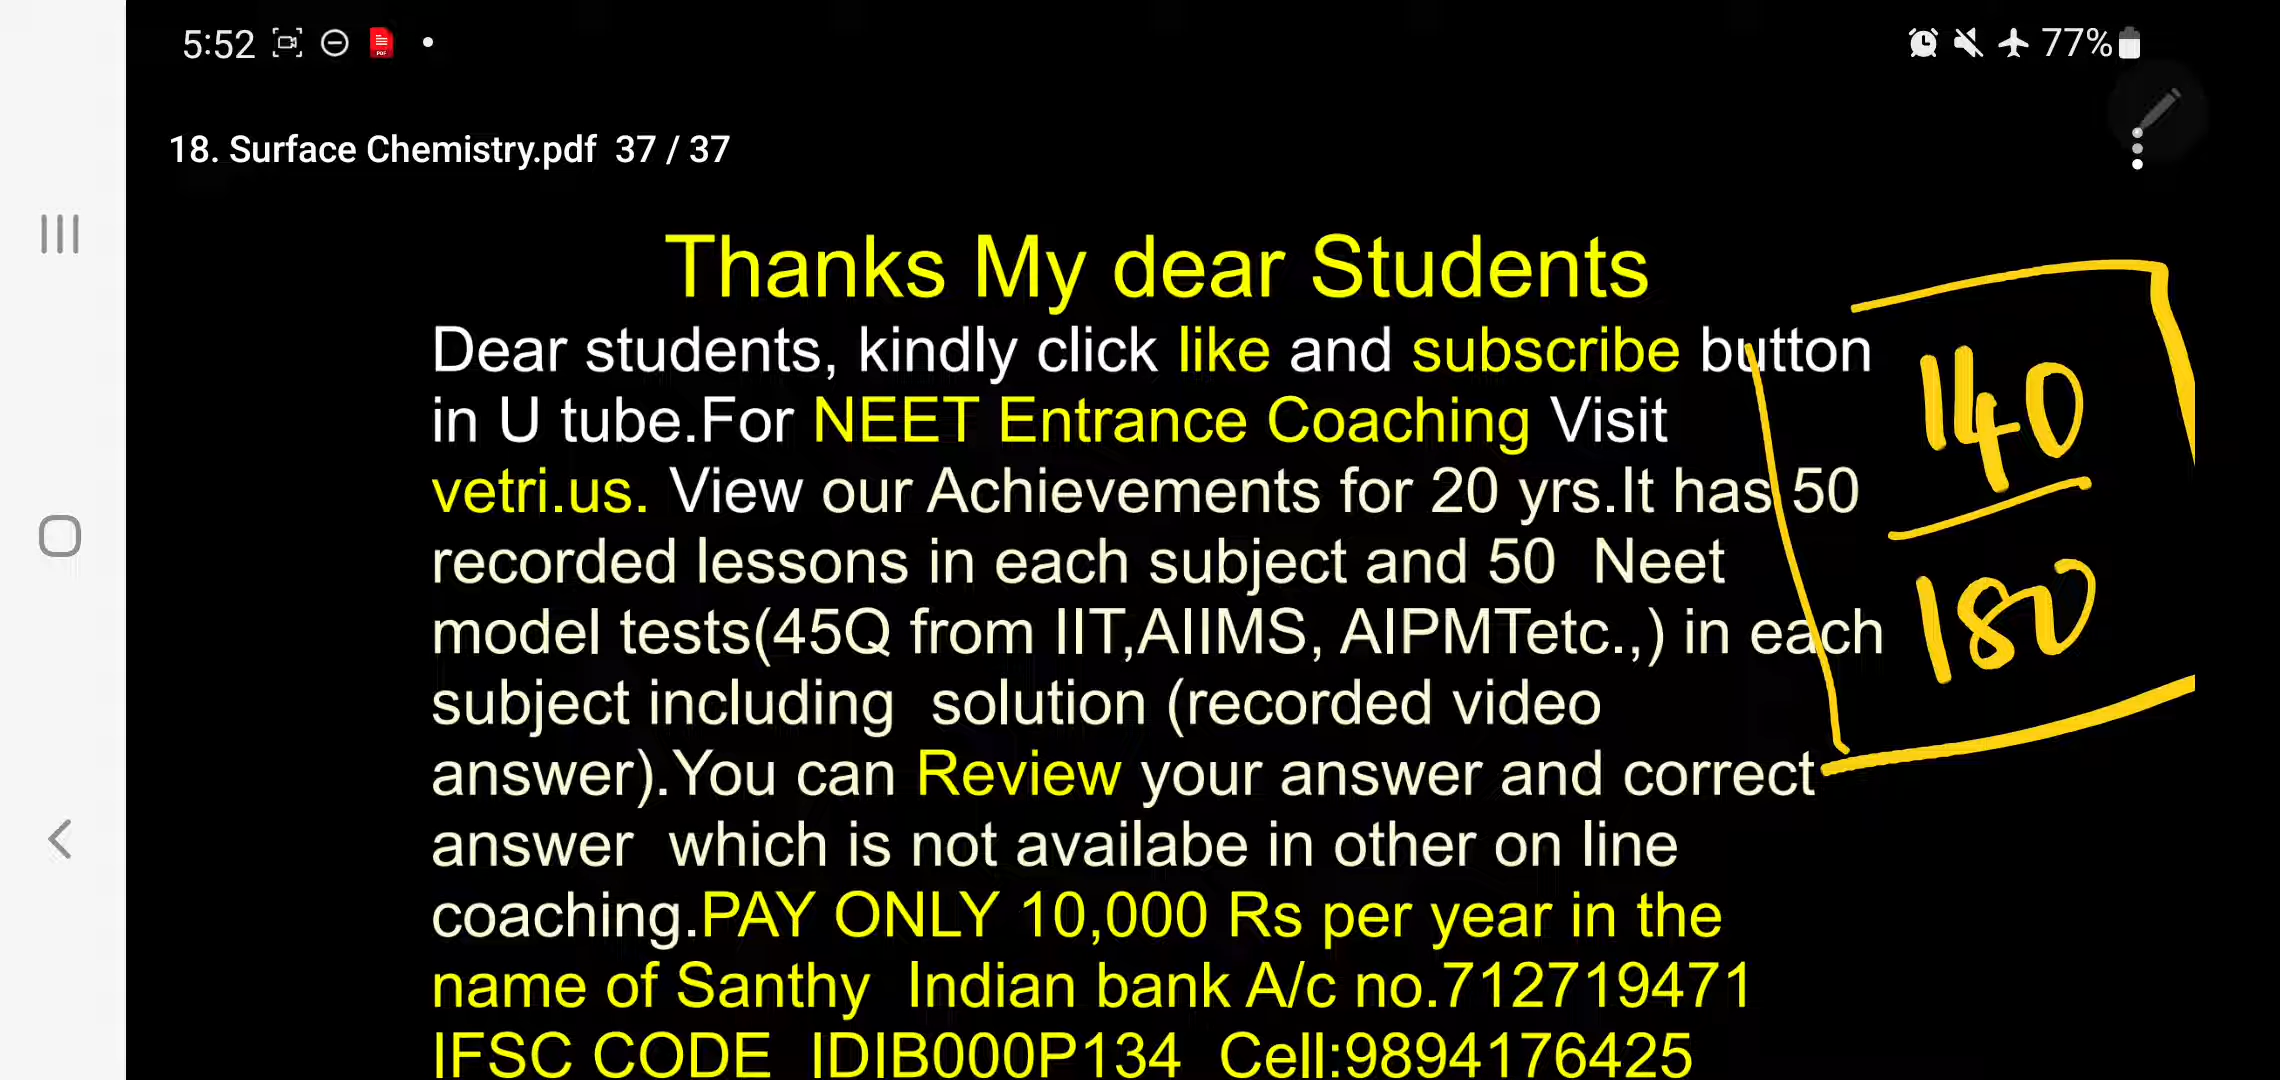 5:52
77%
18. Surface Chemistry.pdf 37 / 37
Thanks My dear Students
Dear students, kindly click like and subscribe button
in U tube.For NEET Entrance Coaching Visit
vetri.us. View our Achievements for 20 yrs.It has 50
recorded lessons in each subject and 50 Neet
model tests(45Q from IIT,AIIMS, AIPMTetc.,) in each
subject including solution (recorded video
answer).You can Review your answer and correct
answer which is not availabe in other on line
coaching.PAY ONLY 10,000 Rs per year in the
name of Santhy Indian bank A/c no.712719471
IFSC CODE IDIB000P134 Cell:9894176425
140
180